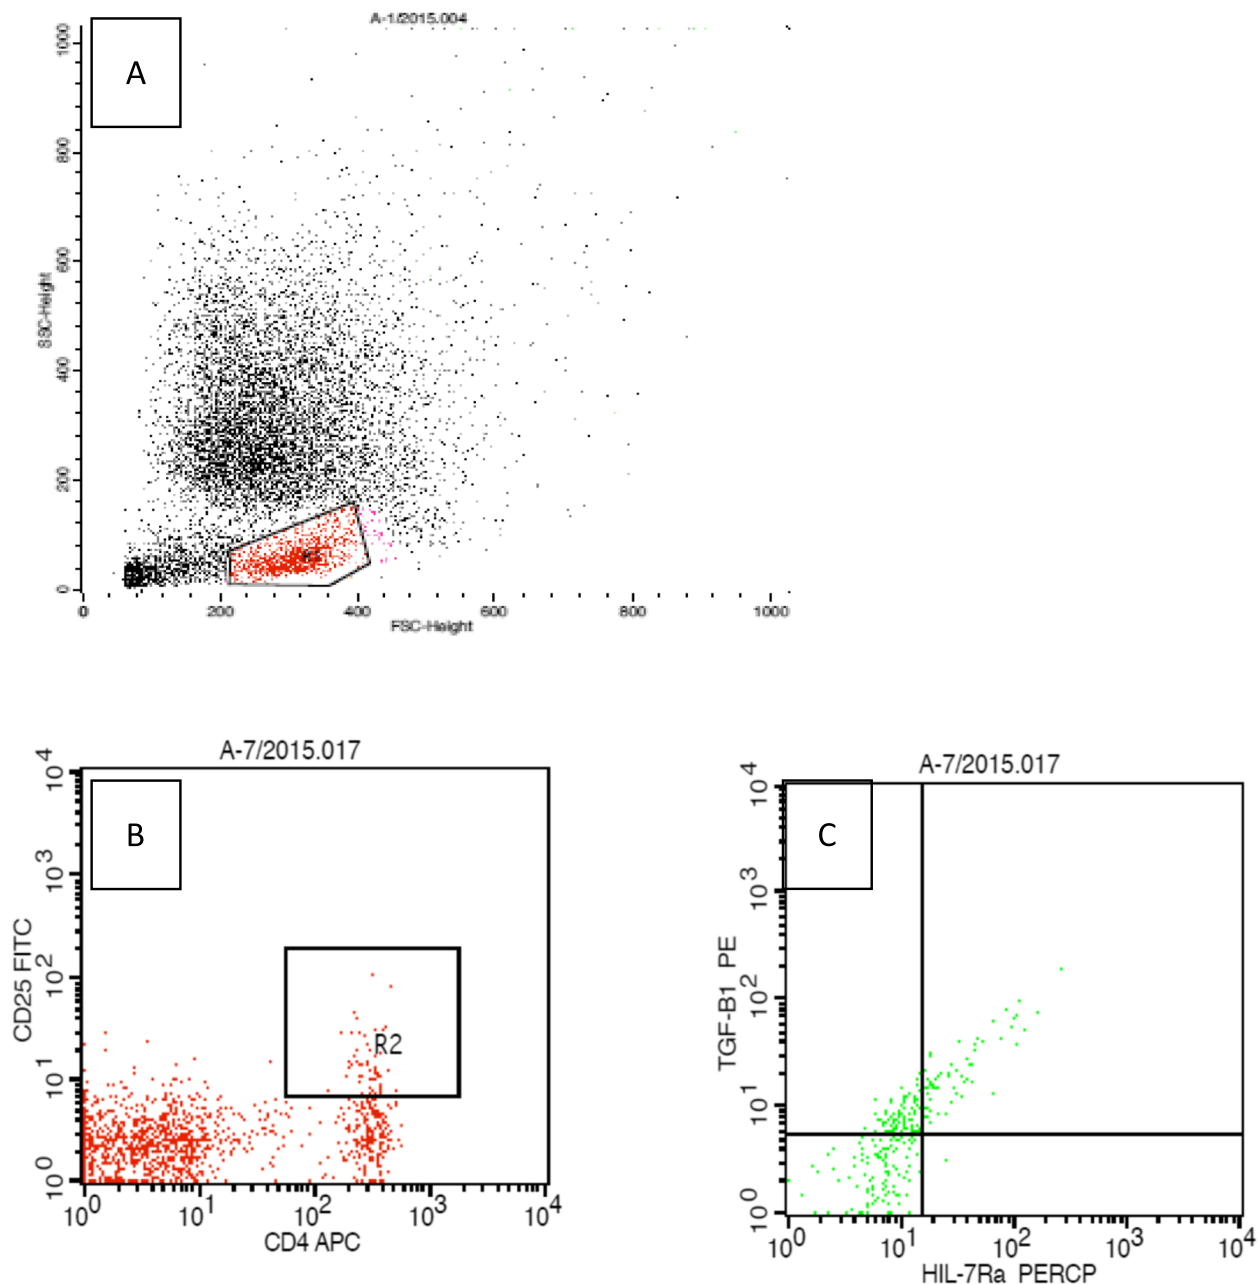 A-1/2015.004
A
1000
800
600
400
200
0
SSC-Height
R1
0 200 400 600 800 1000
FSC-Height
A-7/2015.017
B
10^4
10^3
10^2
10^1
10^0
CD25 FITC
R2
10^0 10^1 10^2 10^3 10^4
CD4 APC
A-7/2015.017
C
10^4
10^3
10^2
10^1
10^0
TGF-B1 PE
10^0 10^1 10^2 10^3 10^4
HIL-7Ra PERCP